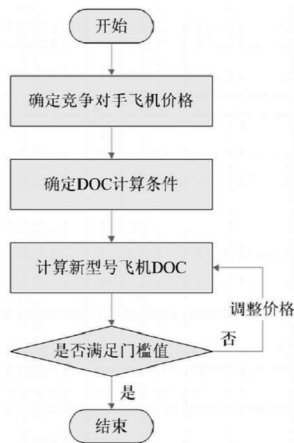 开始
确定竞争对手飞机价格
确定DOC计算条件
计算新型号飞机DOC
调整价格
是否满足门槛值
否
是
结束